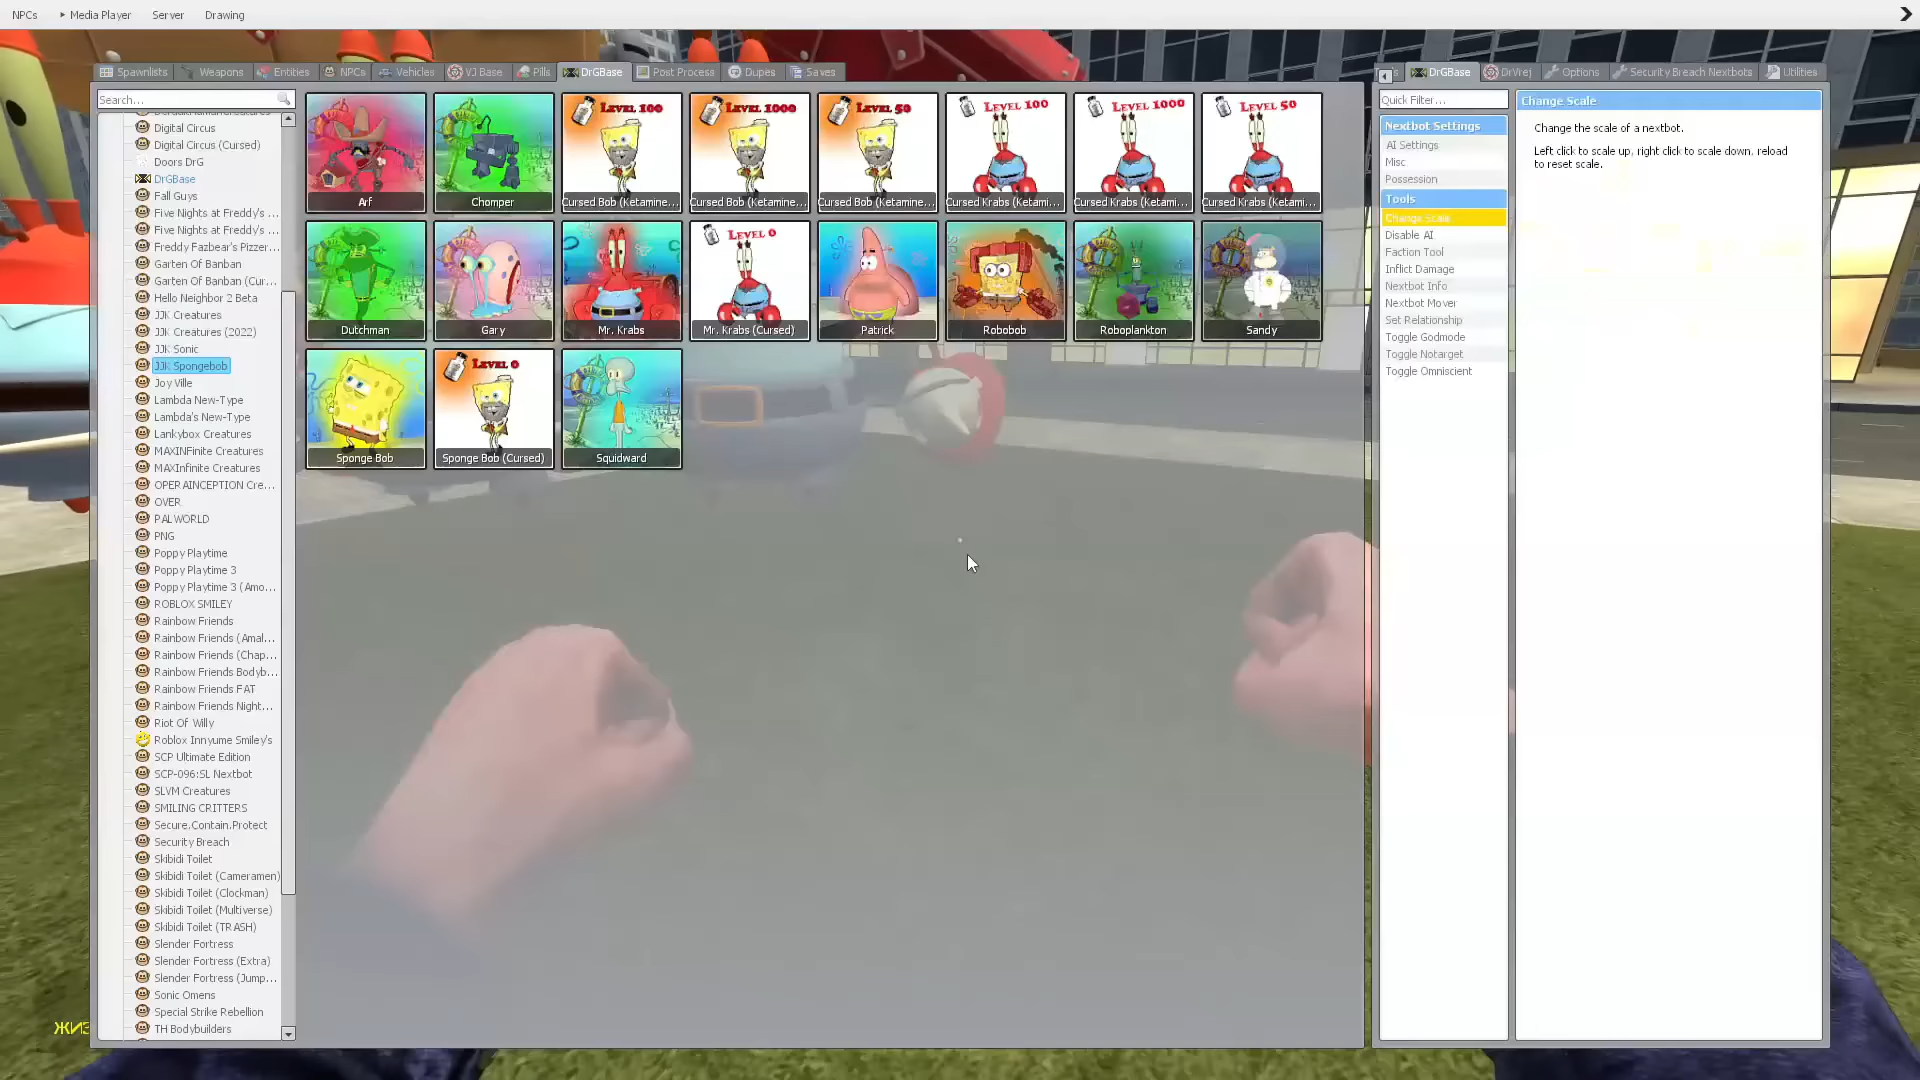 NPCs
Media Player
Server
Drawing
Spawnlists
Weapons
Entities
NPCs
Vehicles
VJ Base
Pills
DrGBase
Post Process
Dupes
Saves
Search...
Digital Circus
Digital Circus (Cursed)
Doors DrG
DrGBase
Fall Guys
Five Nights at Freddy's ...
Five Nights at Freddy's ...
Freddy Fazbear's Pizzer...
Garten Of Banban
Garten Of Banban (Cur...
Hello Neighbor 2 Beta
JJK Creatures
JJK Creatures (2022)
JJK Sonic
JJK Spongebob
Joy Ville
Lambda New-Type
Lambda's New-Type
Lankybox Creatures
MAXINFinite Creatures
MAXInfinite Creatures
OPERAINCEPTION Cre...
OVER
PALWORLD
PNG
Poppy Playtime
Poppy Playtime 3
Poppy Playtime 3 (Amo...
ROBLOX SMILEY
Rainbow Friends
Rainbow Friends (Amal...
Rainbow Friends (Chap...
Rainbow Friends Bodyb...
Rainbow Friends FAT
Rainbow Friends Night...
Riot Of Willy
Roblox Innyume Smiley's
SCP Ultimate Edition
SCP-096:SL Nextbot
SLVM Creatures
SMILING CRITTERS
Secure.Contain.Protect
Security Breach
Skibidi Toilet
Skibidi Toilet (Cameramen)
Skibidi Toilet (Clockman)
Skibidi Toilet (Multiverse)
Skibidi Toilet (TRASH)
Slender Fortress
Slender Fortress (Extra)
Slender Fortress (Jump...
Sonic Omens
Special Strike Rebellion
TH Bodybuilders
LEVEL 100
LEVEL 1000
LEVEL 50
LEVEL 100
LEVEL 1000
LEVEL 50
Arf
Chomper
Cursed Bob (Ketamine...
Cursed Bob (Ketamine...
Cursed Bob (Ketamine...
Cursed Krabs (Ketami...
Cursed Krabs (Ketami...
Cursed Krabs (Ketami...
LEVEL 0
Dutchman
Gary
Mr. Krabs
Mr. Krabs (Cursed)
Patrick
Robobob
Roboplankton
Sandy
LEVEL 0
Sponge Bob
Sponge Bob (Cursed)
Squidward
DrGBase
DrVrej
Options
Security Breach Nextbots
Utilities
Quick Filter...
Nextbot Settings
AI Settings
Misc
Possession
Tools
Change Scale
Disable AI
Faction Tool
Inflict Damage
Nextbot Info
Nextbot Mover
Set Relationship
Toggle Godmode
Toggle Notarget
Toggle Omniscient
Change Scale
Change the scale of a nextbot.
Left click to scale up, right click to scale down, reload
to reset scale.
ЖИЗ